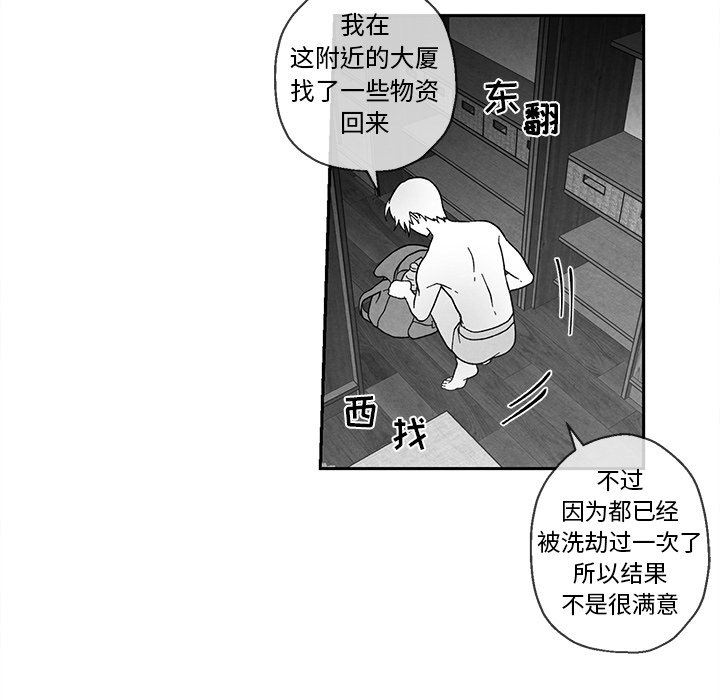 我在
这附近的大厦
找了一些物资
回来
东
翻
西
找
不过
因为都已经
被洗劫过一次了
所以结果
不是很满意